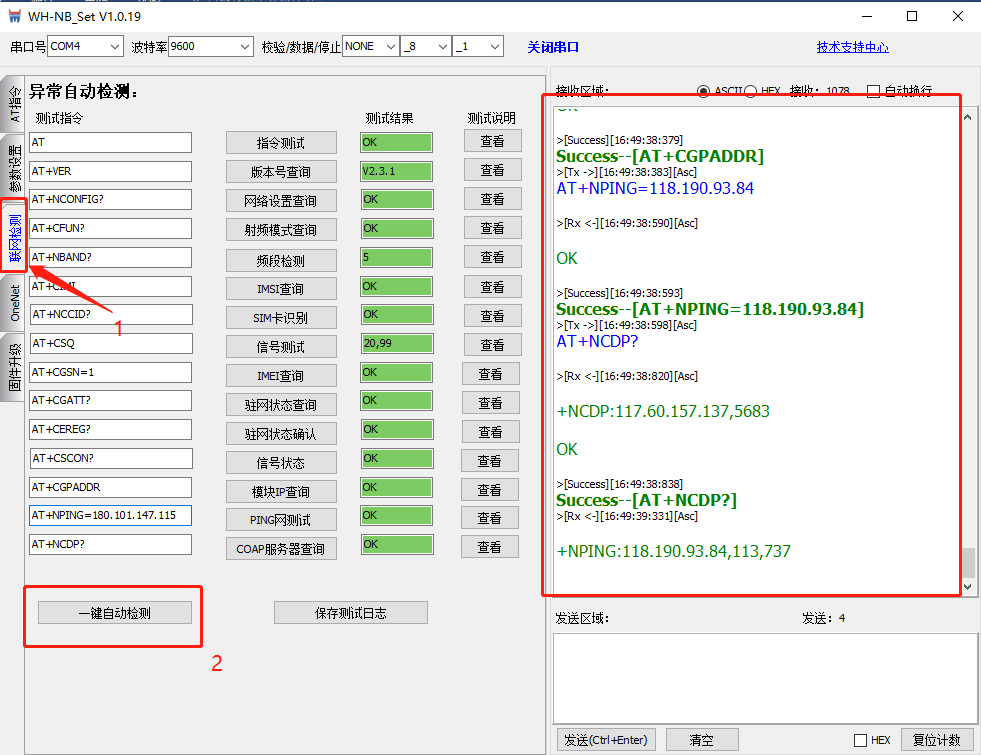 WH-NB_Set V1.0.19
串口号 COM4 波特率 9600 校验/数据/停止 NONE _8 _1 关闭串口 技术支持中心
AT指令
参数设置
联网检测
OneNet
固件升级
异常自动检测：
测试指令 测试结果 测试说明
AT 指令测试 OK 查看
AT+VER 版本号查询 V2.3.1 查看
AT+NCONFIG? 网络设置查询 OK 查看
AT+CFUN? 射频模式查询 OK 查看
AT+NBAND? 频段检测 5 查看
AT+CIMI IMSI查询 OK 查看
AT+NCCID? SIM卡识别 OK 查看
AT+CSQ 信号测试 20,99 查看
AT+CGSN=1 IMEI查询 OK 查看
AT+CGATT? 驻网状态查询 OK 查看
AT+CEREG? 驻网状态确认 OK 查看
AT+CSCON? 信号状态 OK 查看
AT+CGPADDR 模块IP查询 OK 查看
AT+NPING=180.101.147.115 PING网测试 OK 查看
AT+NCDP? COAP服务器查询 OK 查看
1
一键自动检测 保存测试日志
2
接收区域： ASCII HEX 接收：1078 自动换行
OK
>[Success][16:49:38:379]
Success--[AT+CGPADDR]
>[Tx ->][16:49:38:383][Asc]
AT+NPING=118.190.93.84
>[Rx <-][16:49:38:590][Asc]
OK
>[Success][16:49:38:593]
Success--[AT+NPING=118.190.93.84]
>[Tx ->][16:49:38:598][Asc]
AT+NCDP?
>[Rx <-][16:49:38:820][Asc]
+NCDP:117.60.157.137,5683
OK
>[Success][16:49:38:838]
Success--[AT+NCDP?]
>[Rx <-][16:49:39:331][Asc]
+NPING:118.190.93.84,113,737
发送区域： 发送：4
发送(Ctrl+Enter) 清空 HEX 复位计数